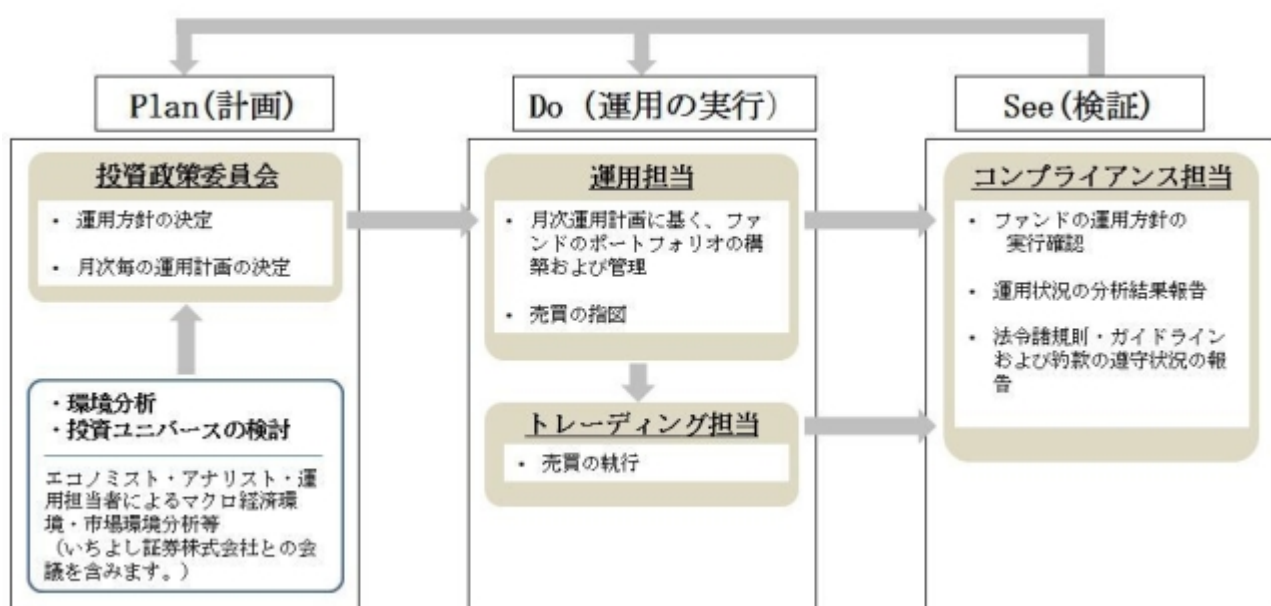 Plan(計画)
投資政策委員会
・ 運用方針の決定
・ 月次毎の運用計画の決定
・環境分析
・投資ユニバースの検討
エコノミスト・アナリスト・運
用担当者によるマクロ経済環
境・市場環境分析等
（いちよし証券株式会社との会
議を含みます。）
Do（運用の実行）
運用担当
・ 月次運用計画に基く、ファ
ンドのポートフォリオの構
築および管理
・ 売買の指図
トレーディング担当
・ 売買の執行
See(検証)
コンプライアンス担当
・ ファンドの運用方針の
実行確認
・ 運用状況の分析結果報告
・ 法令諸規則・ガイドライン
および約款の遵守状況の報
告